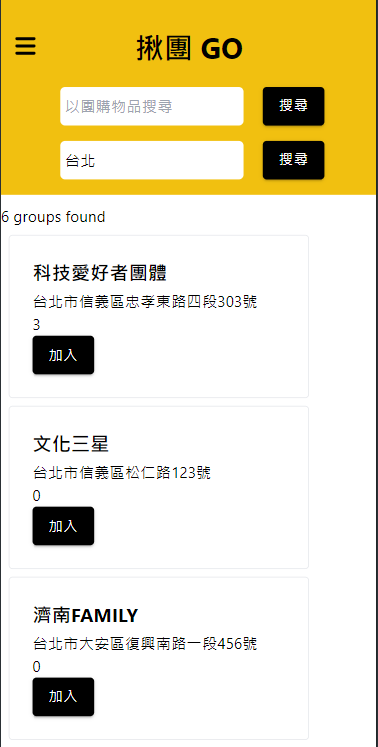 揪團 GO
以團購物品搜尋 搜尋
台北 搜尋
6 groups found
科技愛好者團體
台北市信義區忠孝東路四段303號
3
加入
文化三星
台北市信義區松仁路123號
0
加入
濟南FAMILY
台北市大安區復興南路一段456號
0
加入